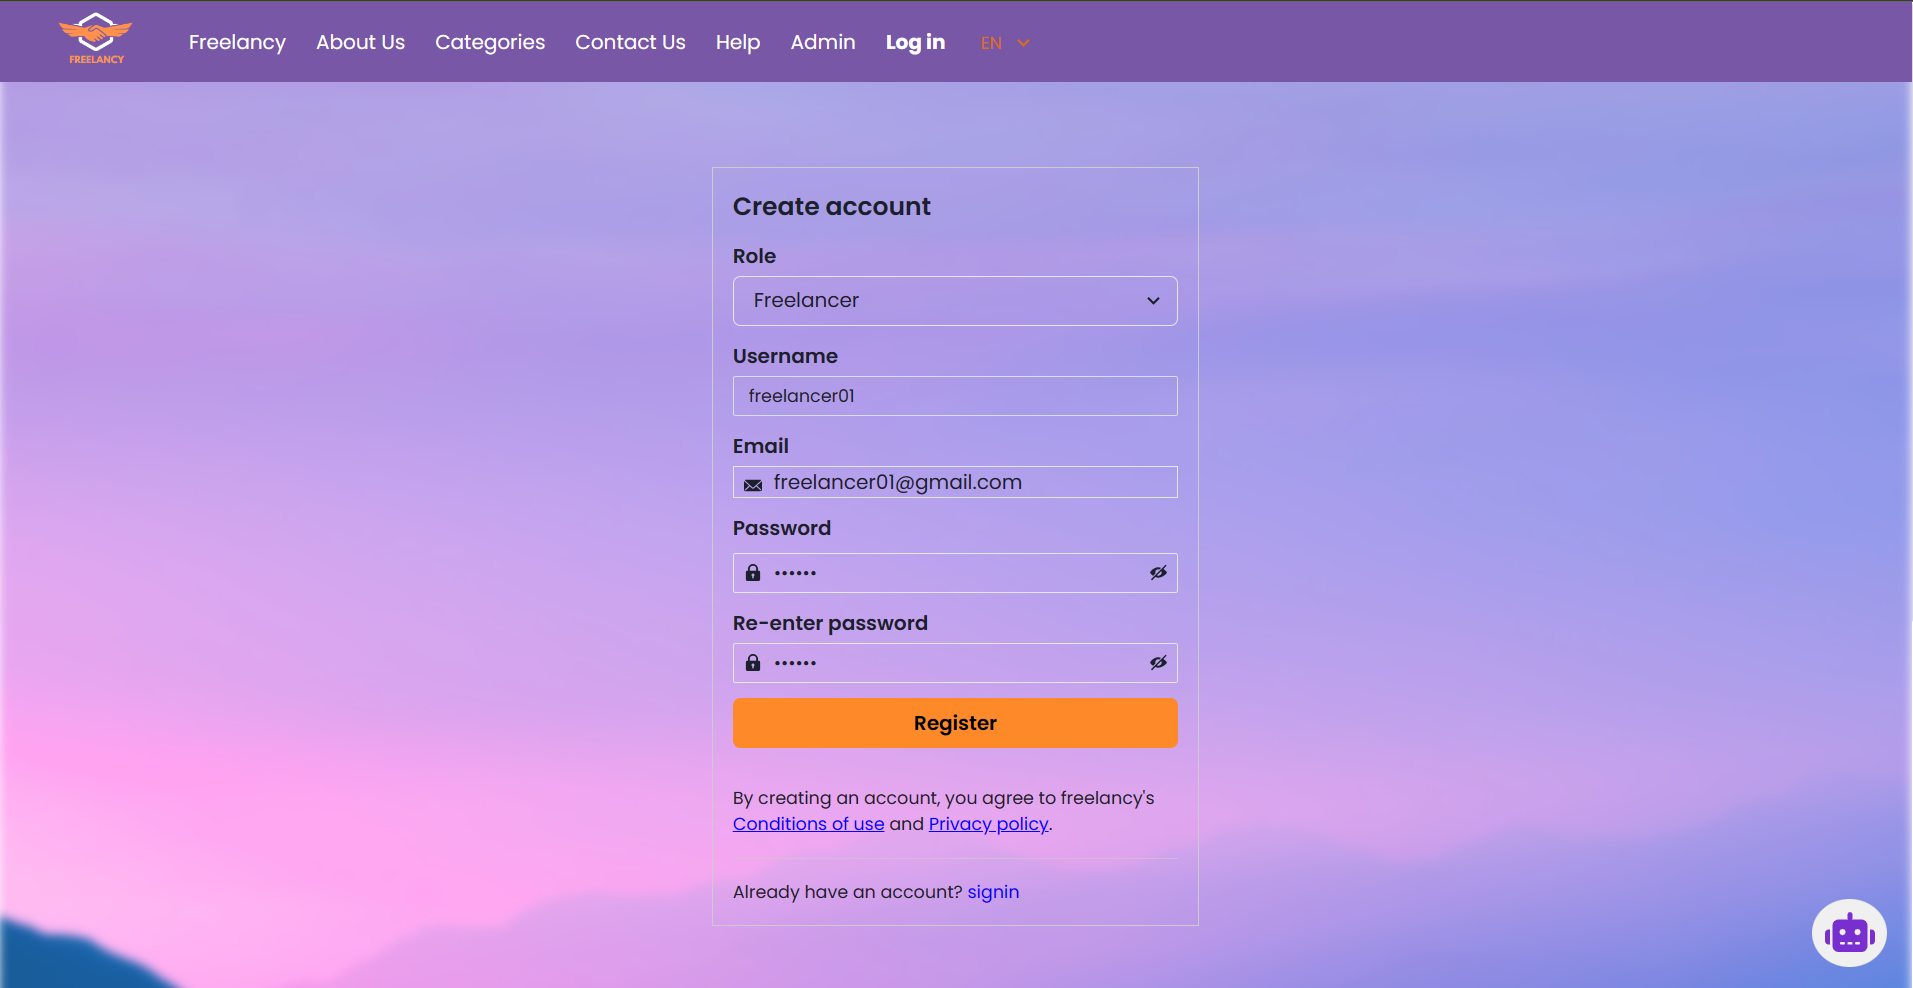 FREELANCY
Freelancy About Us Categories Contact Us Help Admin Log in EN
Create account
Role
Freelancer
Username
freelancer01
Email
freelancer01@gmail.com
Password
••••••
Re-enter password
••••••
Register
By creating an account, you agree to freelancy's
Conditions of use and Privacy policy.
Already have an account? signin